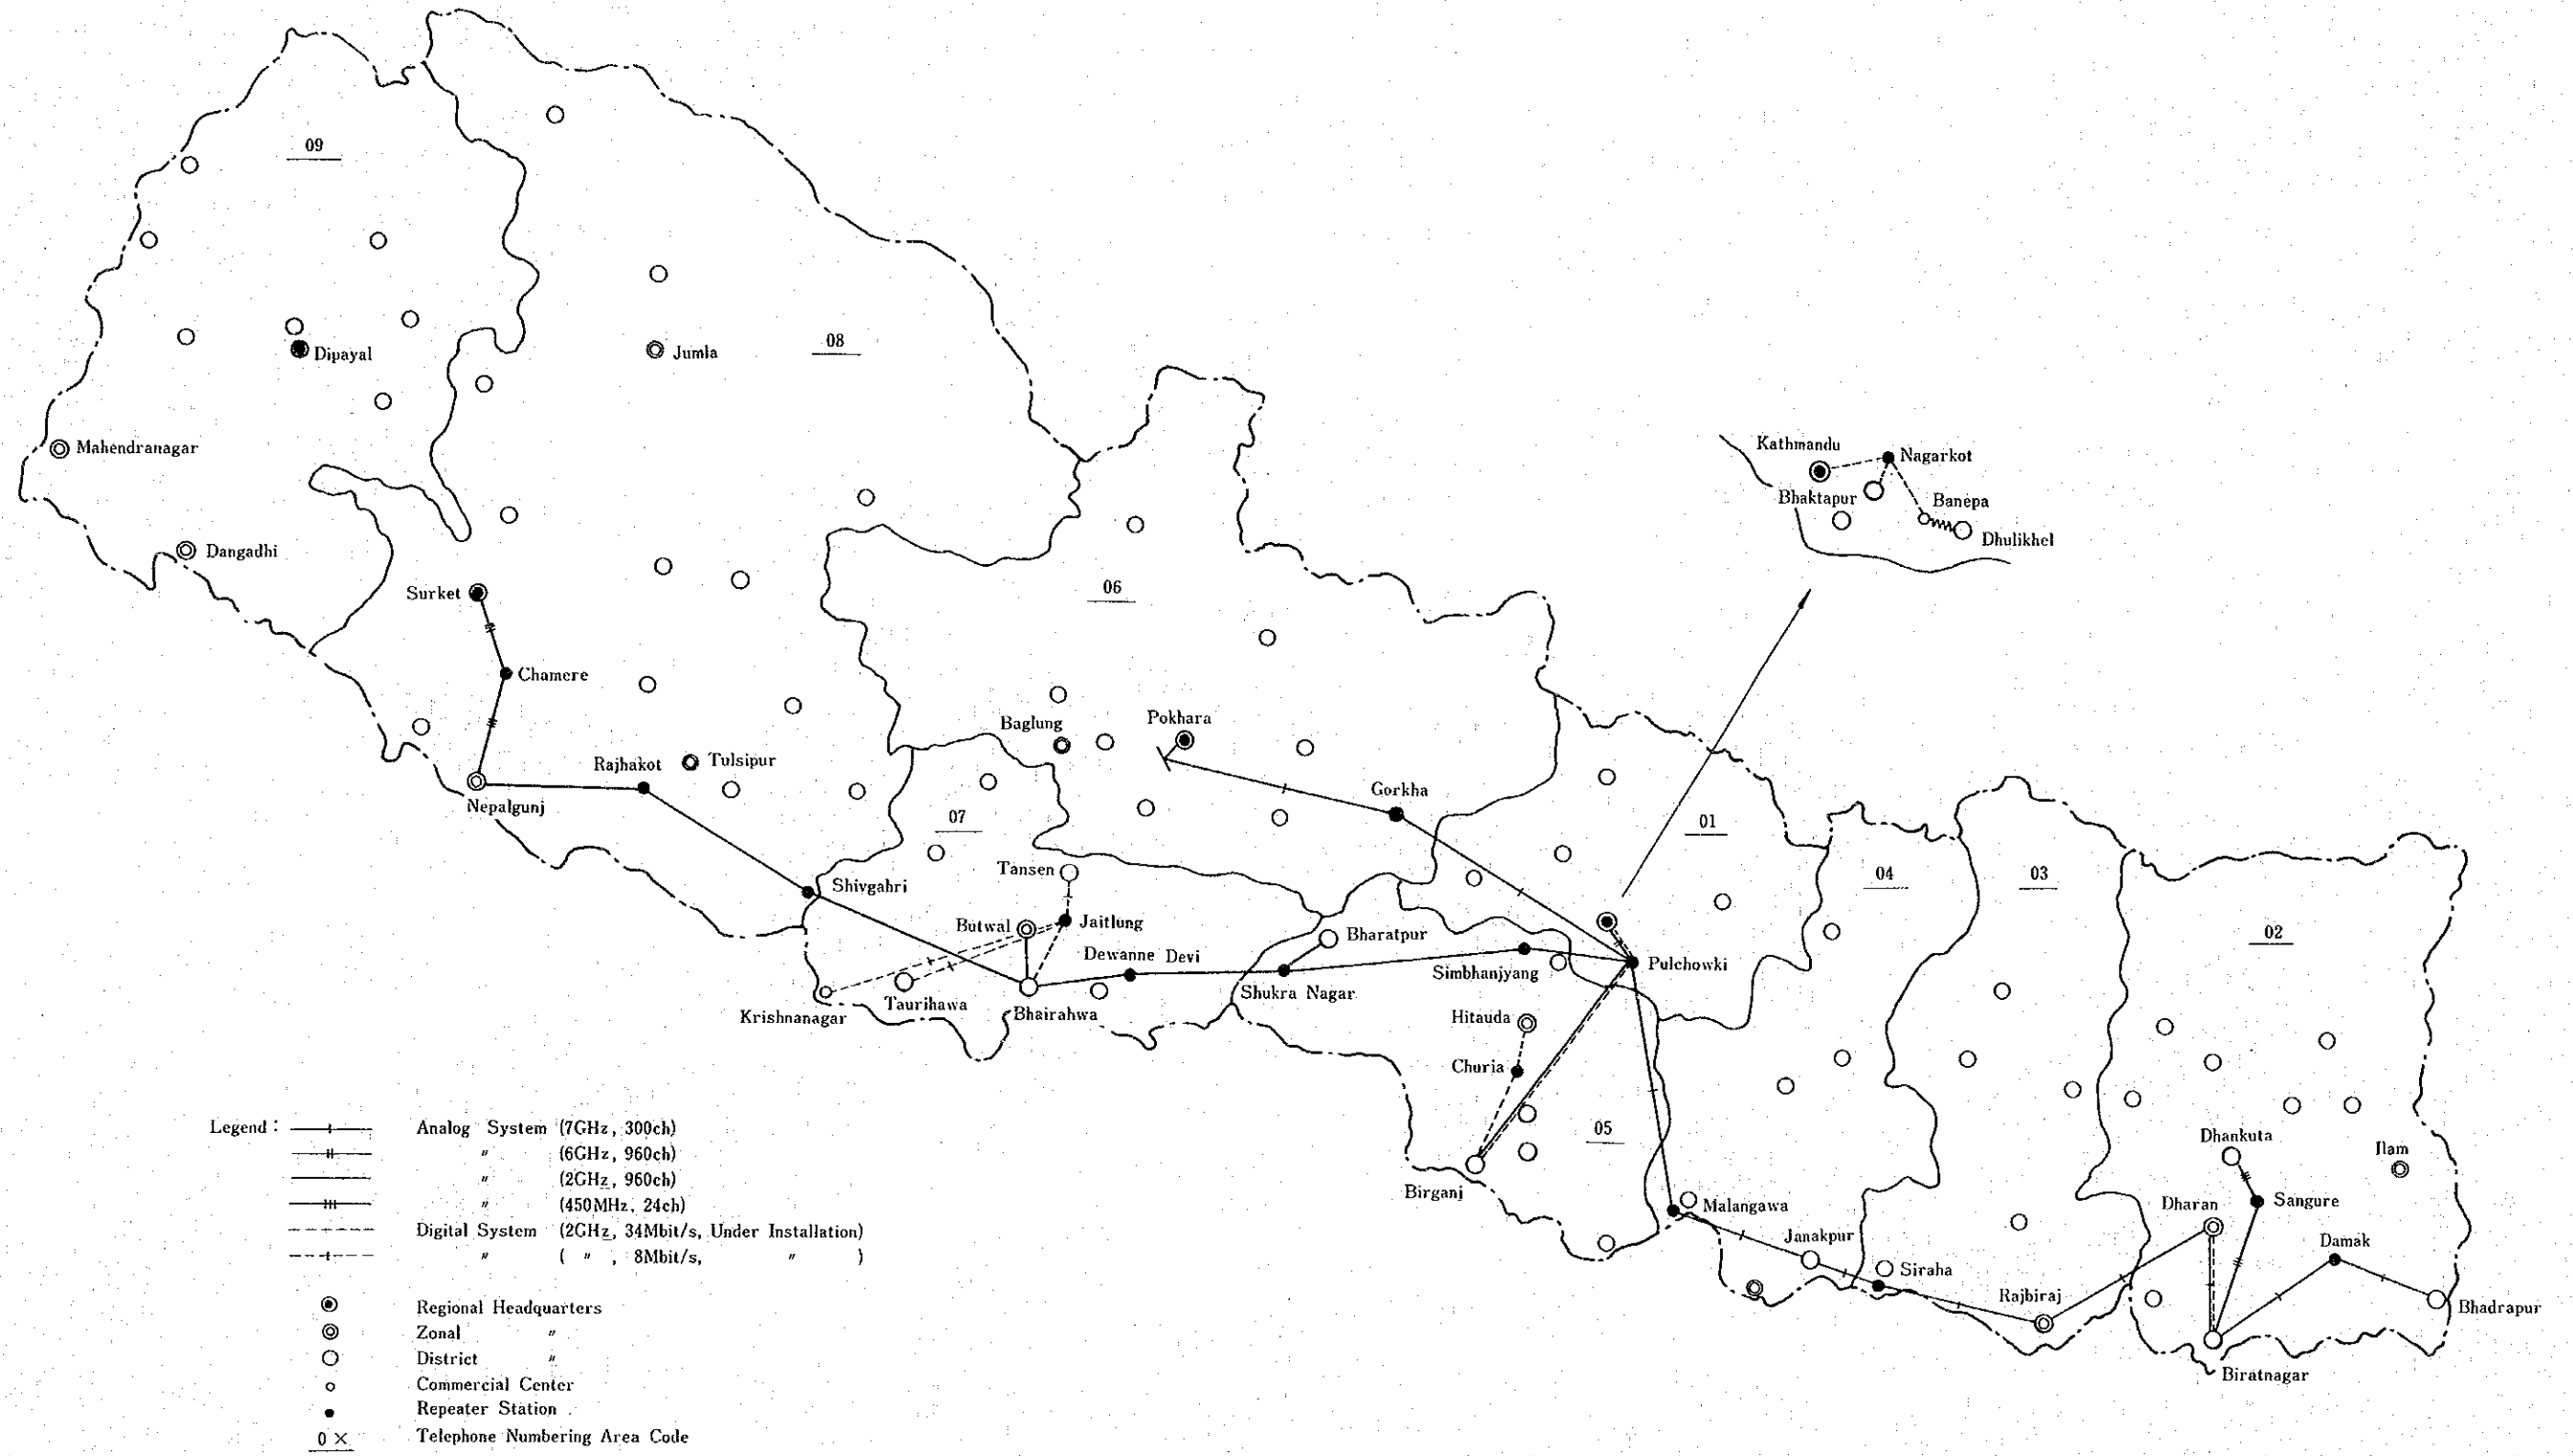 09
08
Dipayal
Jumla
Mahendranagar
Kathmandu
Nagarkot
Bhaktapur
Banepa
Dhulikhel
Dangadhi
Surket
06
Chamere
Baglung
Pokhara
Rajhakot
Tulsipur
Nepalgunj
Gorkha
07
01
Tansen
04
03
Shivgahri
Butwal
Jaitlung
Bharatpur
02
Dewanne Devi
Simbhanjyang
Pulchowki
Shukra Nagar
Krishnanagar
Taurihawa
Bhairahwa
Hitauda
Churia
05
Birganj
Dhankuta
Ilam
Malangawa
Dharan
Sangure
Janakpur
Siraha
Damak
Rajbiraj
Bhadrapur
Biratnagar
Legend :
Analog System (7GHz, 300ch)
〃 (6GHz, 960ch)
〃 (2GHz, 960ch)
〃 (450MHz, 24ch)
Digital System (2GHz, 34Mbit/s, Under Installation)
〃 ( 〃 , 8Mbit/s, 〃 )
Regional Headquarters
Zonal 〃
District 〃
Commercial Center
Repeater Station
0 × Telephone Numbering Area Code